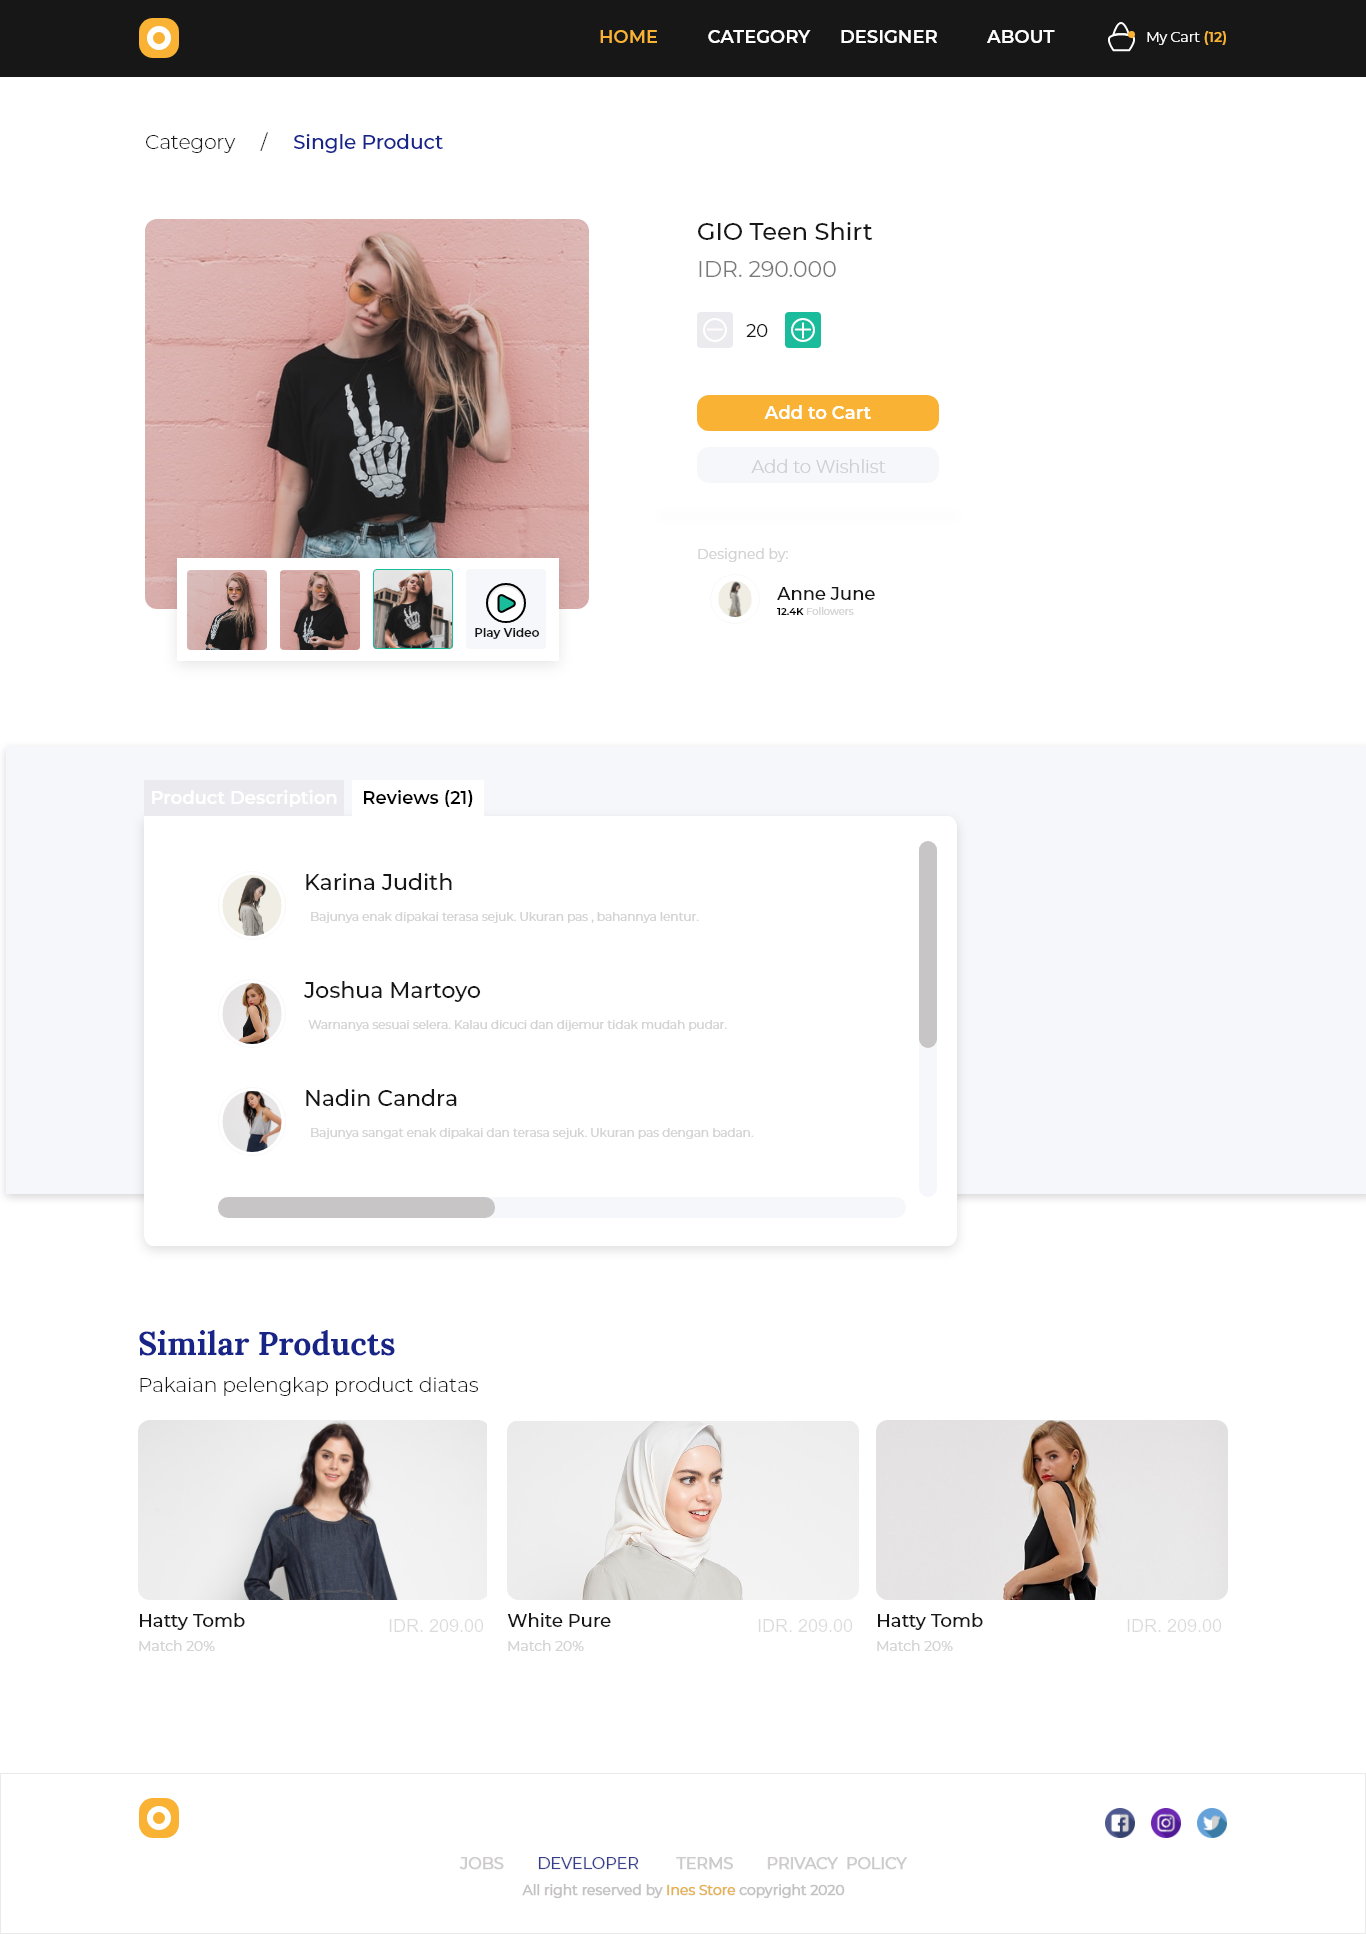 HOME CATEGORY DESIGNER ABOUT My Cart (12)
Category / Single Product
GIO Teen Shirt
IDR. 290.000
20
Add to Cart
Add to Wishlist
Designed by:
Anne June
12.4K Followers
Play Video
Product Description Reviews (21)
Karina Judith
Bajunya enak dipakai terasa sejuk. Ukuran pas , bahannya lentur.
Joshua Martoyo
Warnanya sesuai selera. Kalau dicuci dan dijemur tidak mudah pudar.
Nadin Candra
Bajunya sangat enak dipakai dan terasa sejuk. Ukuran pas dengan badan.
Similar Products
Pakaian pelengkap product diatas
Hatty Tomb IDR. 209.00
Match 20%
White Pure IDR. 209.00
Match 20%
Hatty Tomb IDR. 209.00
Match 20%
JOBS DEVELOPER TERMS PRIVACY POLICY
All right reserved by Ines Store copyright 2020